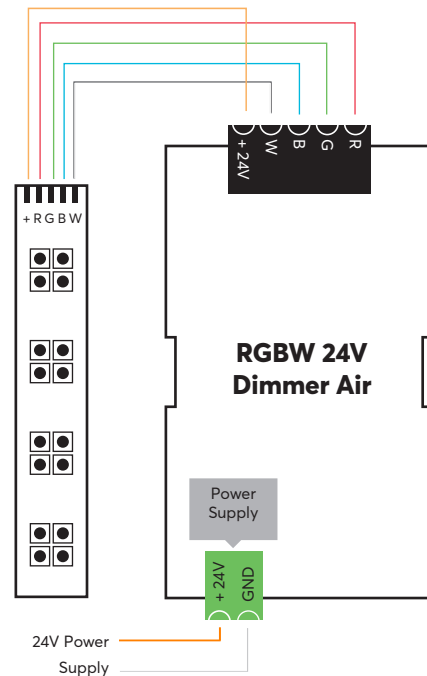 + 24V
W
B
G
R
+ R G B W
RGBW 24V
Dimmer Air
Power
Supply
+ 24V
GND
24V Power
Supply